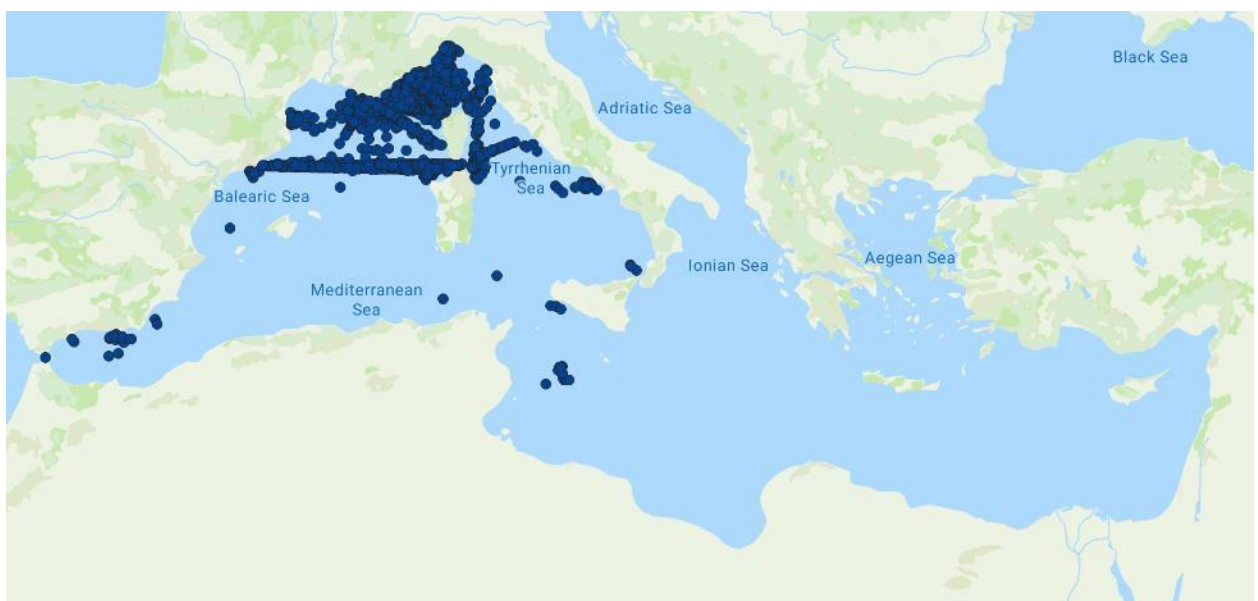 Black Sea
Adriatic Sea
Tyrrhenian
Sea
Balearic Sea
Aegean Sea
Ionian Sea
Mediterranean
Sea